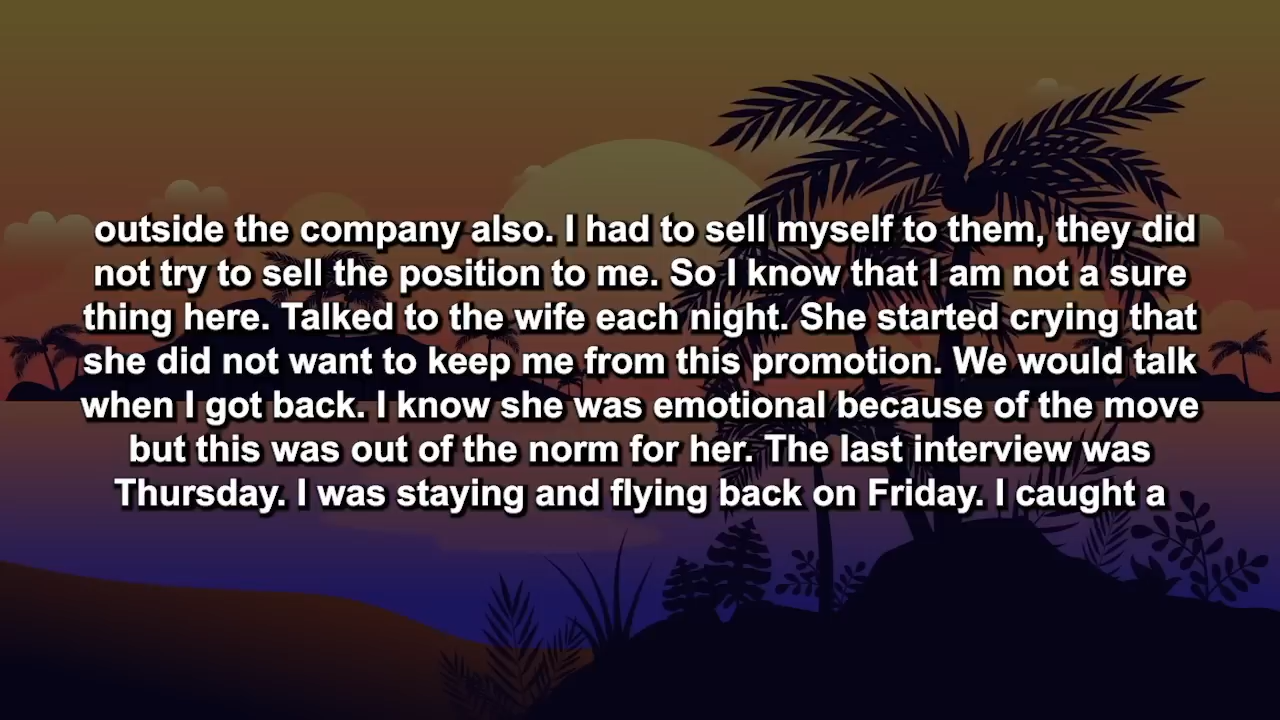 outside the company also. I had to sell myself to them, they did
not try to sell the position to me. So I know that I am not a sure
thing here. Talked to the wife each night. She started crying that
she did not want to keep me from this promotion. We would talk
when I got back. I know she was emotional because of the move
but this was out of the norm for her. The last interview was
Thursday. I was staying and flying back on Friday. I caught a